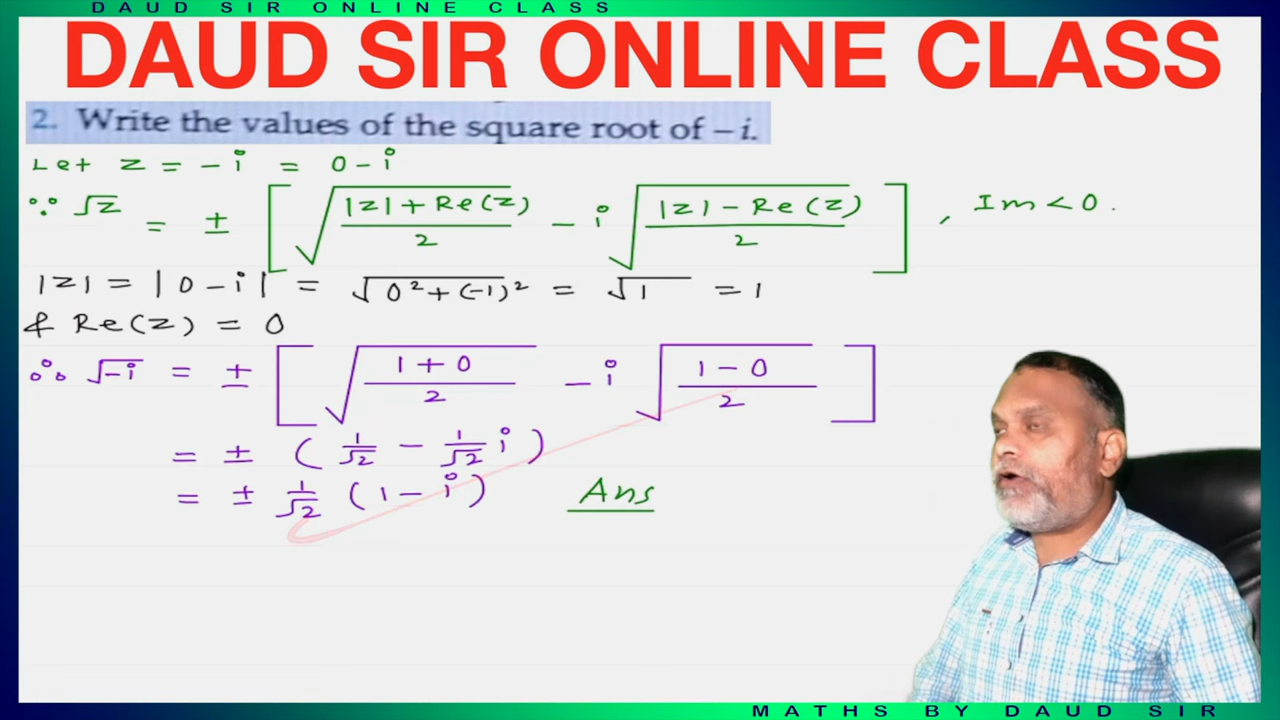 DAUD SIR ONLINE CLASS
DAUD SIR ONLINE CLASS
2. Write the values of the square root of –i.
Let z = -i = 0-i
∵ √z = ± [ √((|z| + Re(z))/2) - i √((|z| - Re(z))/2) ] , Im < 0.
|z| = |0-i| = √(0² + (-1)²) = √1 = 1
& Re(z) = 0
∴ √-i = ± [ √((1+0)/2) - i √((1-0)/2) ]
= ± ( 1/√2 - 1/√2 i )
= ± 1/√2 ( 1 - i ) Ans
MATHS BY DAUD SIR